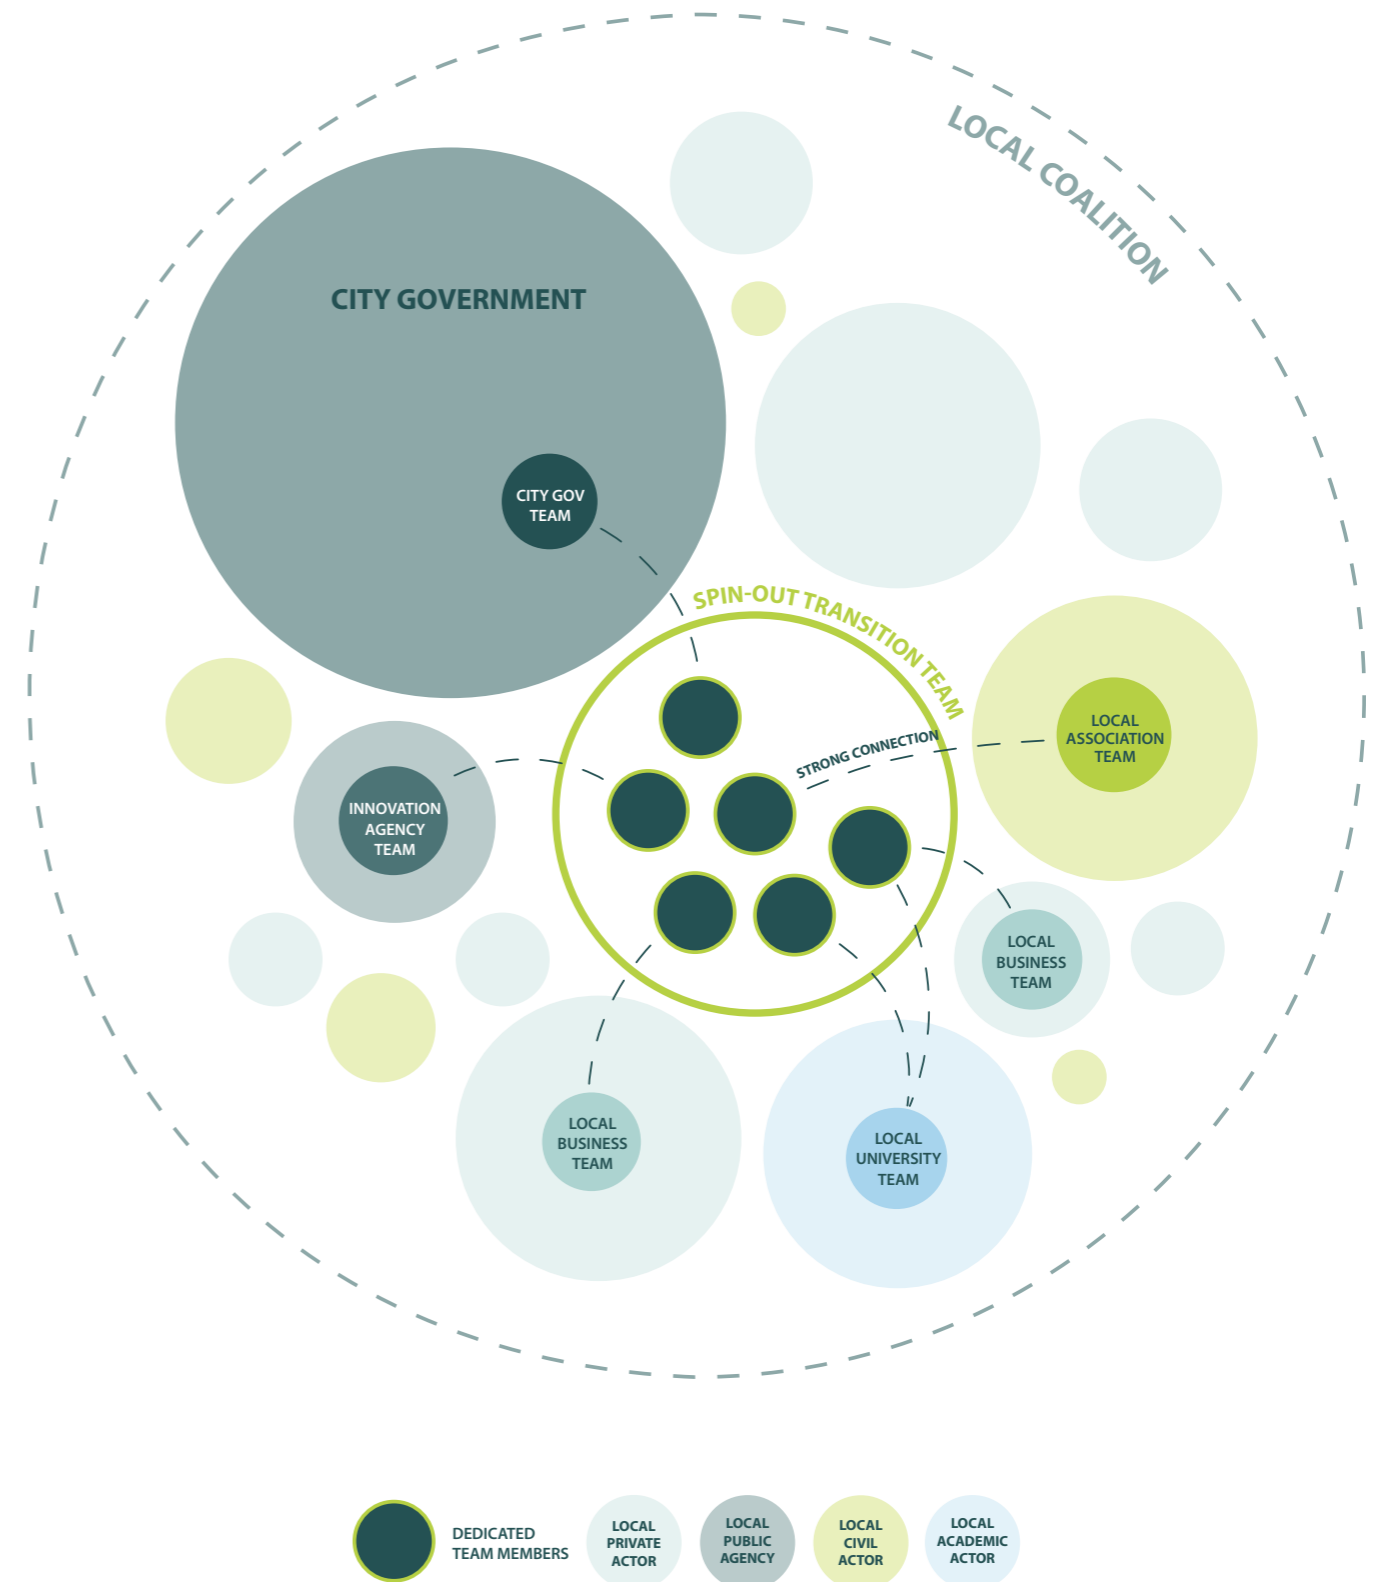 LOCAL COALITION
CITY GOVERNMENT
CITY GOV
TEAM
SPIN-OUT TRANSITION TEAM
STRONG CONNECTION
LOCAL
ASSOCIATION
TEAM
INNOVATION
AGENCY
TEAM
LOCAL
BUSINESS
TEAM
LOCAL
BUSINESS
TEAM
LOCAL
UNIVERSITY
TEAM
DEDICATED
TEAM MEMBERS
LOCAL
PRIVATE
ACTOR
LOCAL
PUBLIC
AGENCY
LOCAL
CIVIL
ACTOR
LOCAL
ACADEMIC
ACTOR